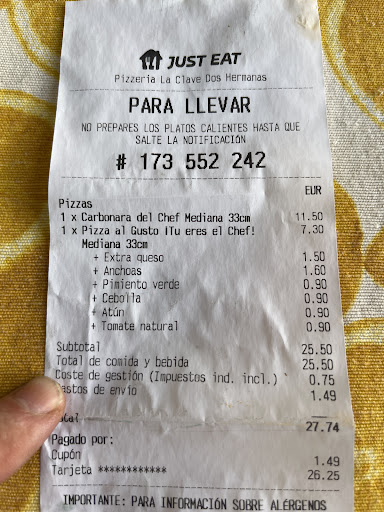 JUST EAT
Pizzería La Clave Dos Hermanas
PARA LLEVAR
NO PREPARES LOS PLATOS CALIENTES HASTA QUE
SALTE LA NOTIFICACIÓN
# 173 552 242
EUR
Pizzas
1 x Carbonara del Chef Mediana 33cm 11.50
1 x Pizza al Gusto ¡Tu eres el Chef! 7.30
Mediana 33cm
+ Extra queso 1.50
+ Anchoas 1.60
+ Pimiento verde 0.90
+ Cebolla 0.90
+ Atún 0.90
+ Tomate natural 0.90
Subtotal 25.50
Total de comida y bebida 25.50
Coste de gestión (Impuestos ind. incl.) 0.75
astos de envío 1.49
tal 27.74
Pagado por:
Cupón 1.49
Tarjeta ************ 26.25
IMPORTANTE: PARA INFORMACIÓN SOBRE ALÉRGENOS